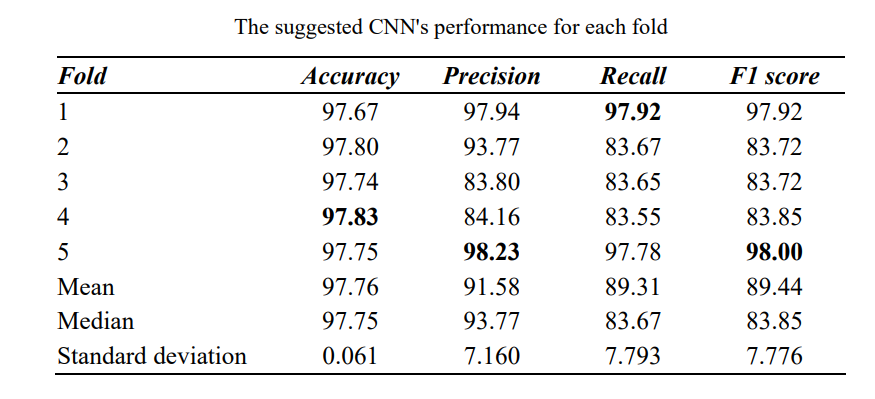 The suggested CNN's performance for each fold
Fold Accuracy Precision Recall F1 score
1 97.67 97.94 97.92 97.92
2 97.80 93.77 83.67 83.72
3 97.74 83.80 83.65 83.72
4 97.83 84.16 83.55 83.85
5 97.75 98.23 97.78 98.00
Mean 97.76 91.58 89.31 89.44
Median 97.75 93.77 83.67 83.85
Standard deviation 0.061 7.160 7.793 7.776